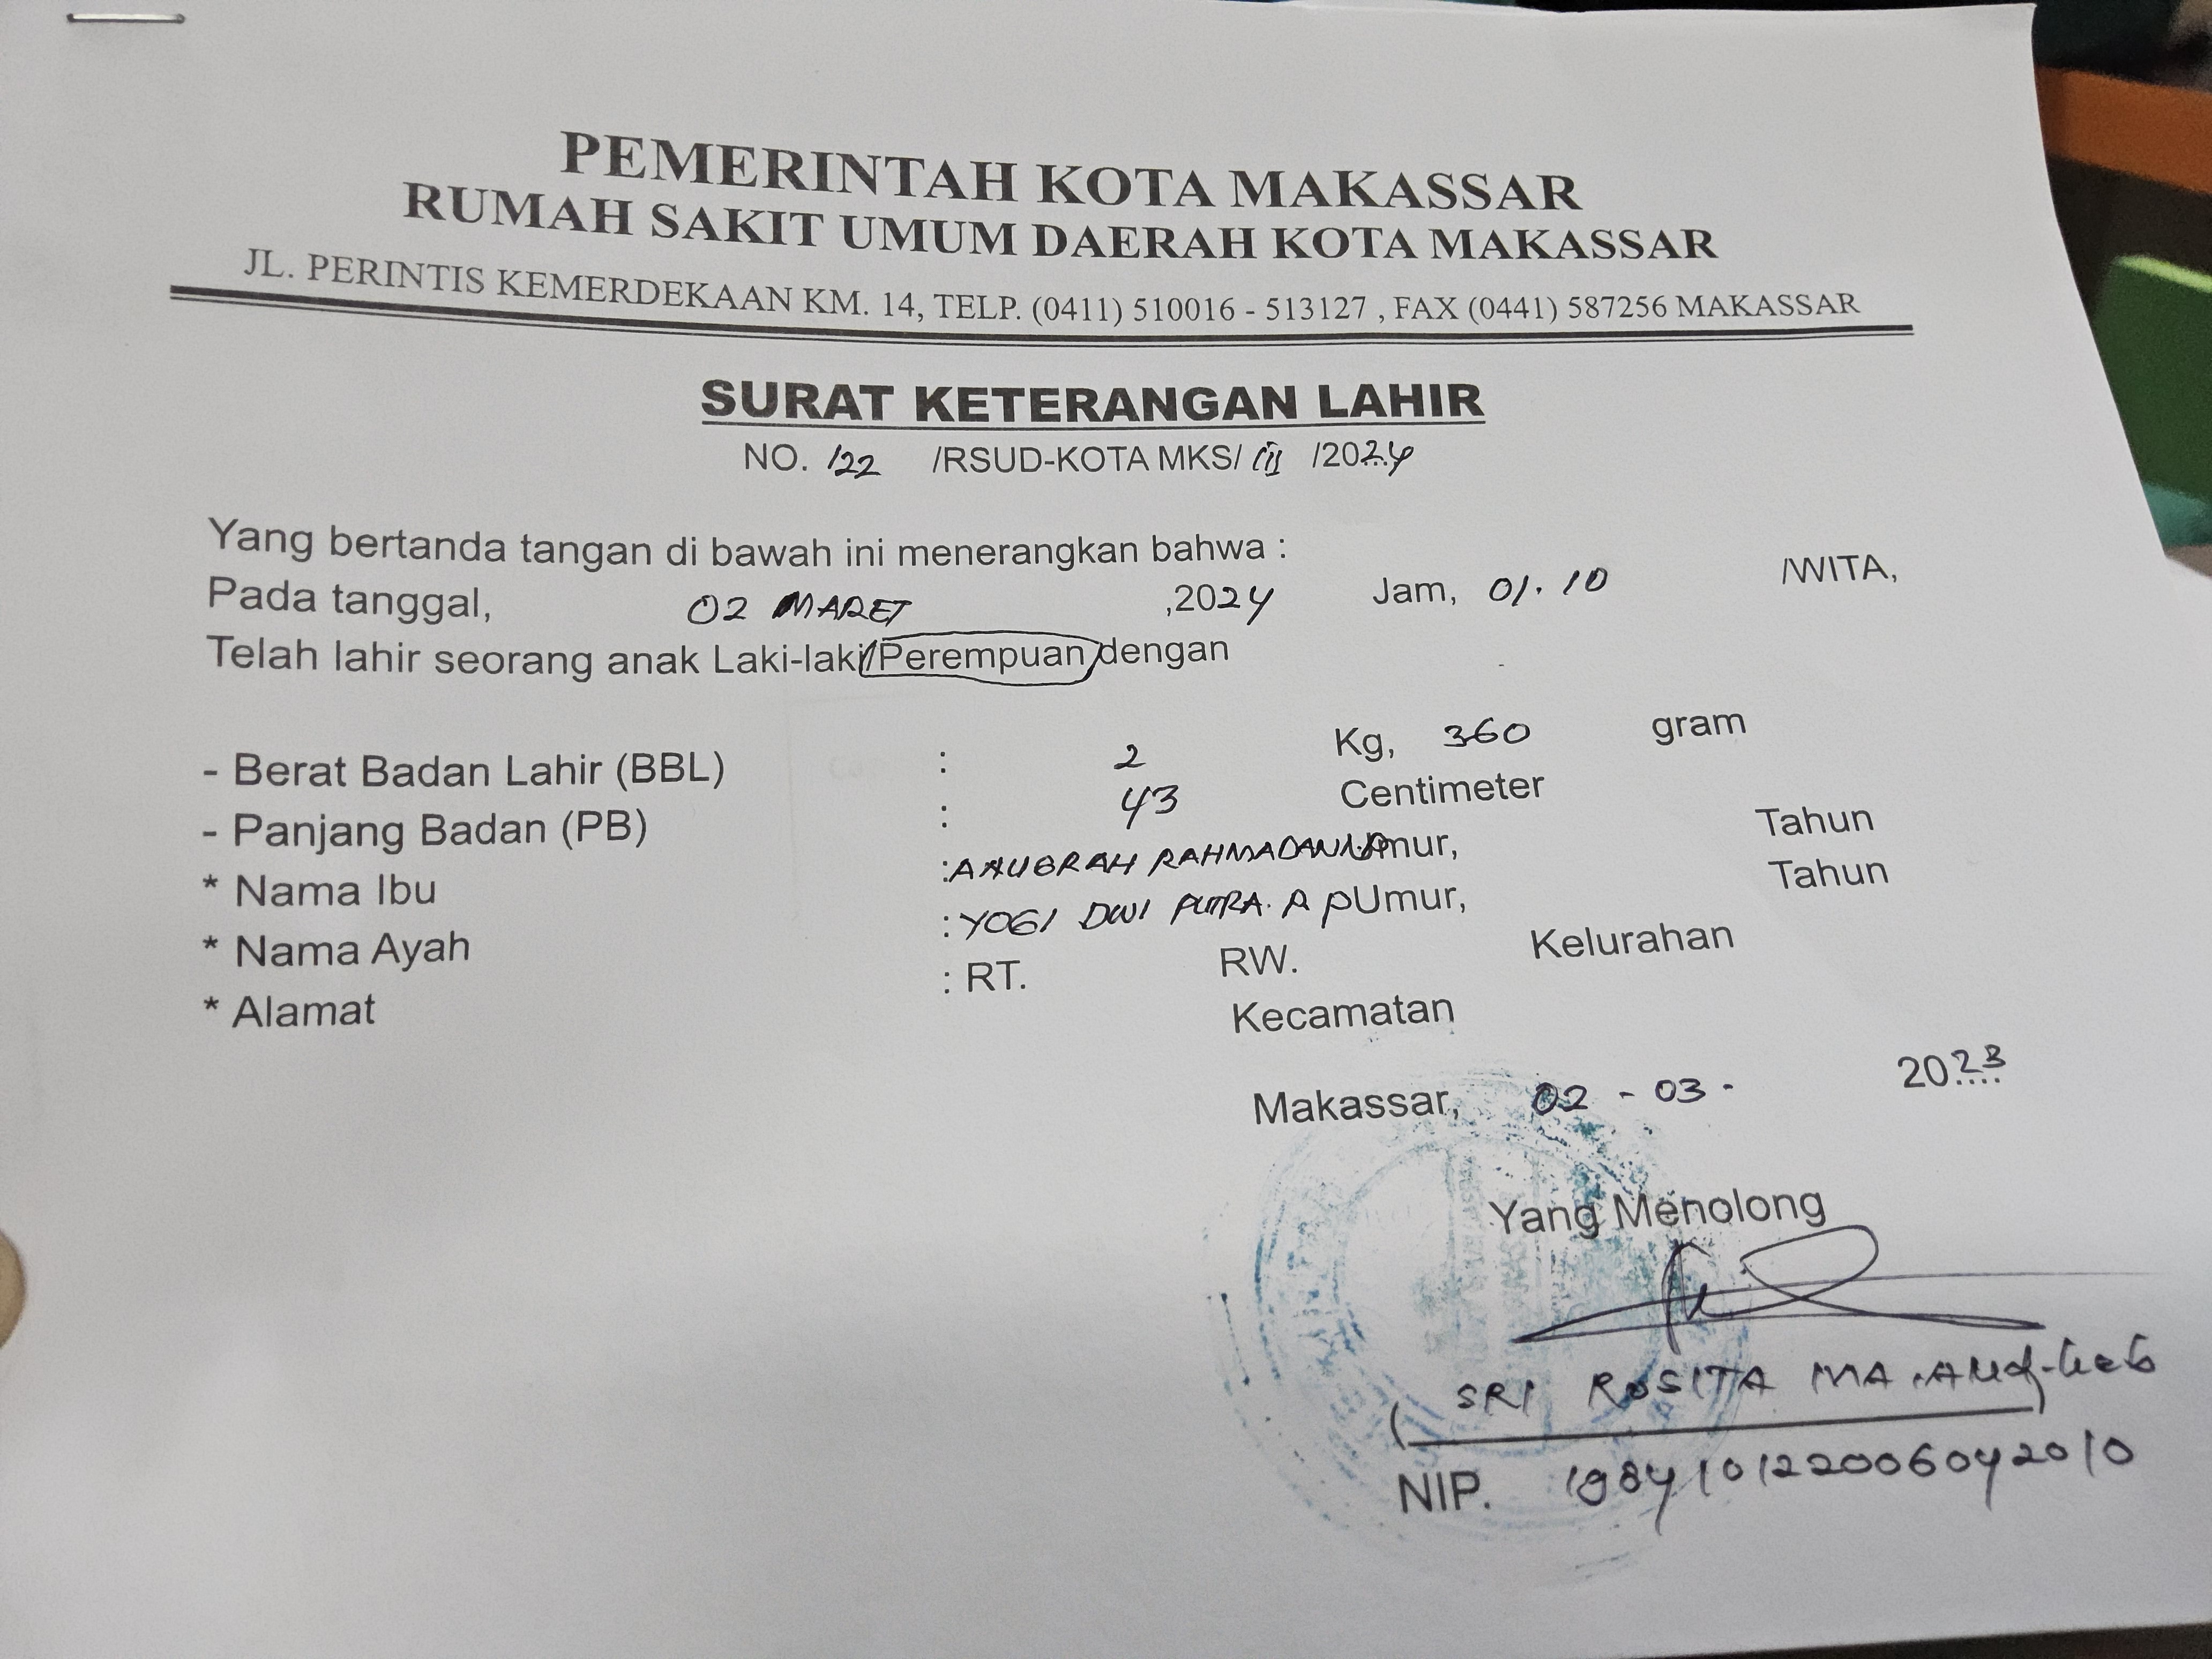 PEMERINTAH KOTA MAKASSAR
RUMAH SAKIT UMUM DAERAH KOTA MAKASSAR
JL. PERINTIS KEMERDEKAAN KM. 14, TELP. (0411) 510016 - 513127 , FAX (0441) 587256 MAKASSAR
SURAT KETERANGAN LAHIR
NO. 122 /RSUD-KOTA MKS/ III /2024
Yang bertanda tangan di bawah ini menerangkan bahwa :
Pada tanggal, 02 MARET ,2024 Jam, 01.10 /WITA,
Telah lahir seorang anak Laki-laki/Perempuan dengan
- Berat Badan Lahir (BBL) : 2 Kg, 360 gram
- Panjang Badan (PB) : 43 Centimeter
* Nama Ibu : ANUGRAH RAHMADANI.P Umur, Tahun
* Nama Ayah : YOGI DWI PUTRA. A P Umur, Tahun
* Alamat : RT. RW. Kelurahan
Kecamatan
Makassar, 02 - 03 - 2023
Yang Menolong
( SRI ROSITA MA .AMd-keb )
NIP. 198410122006042010